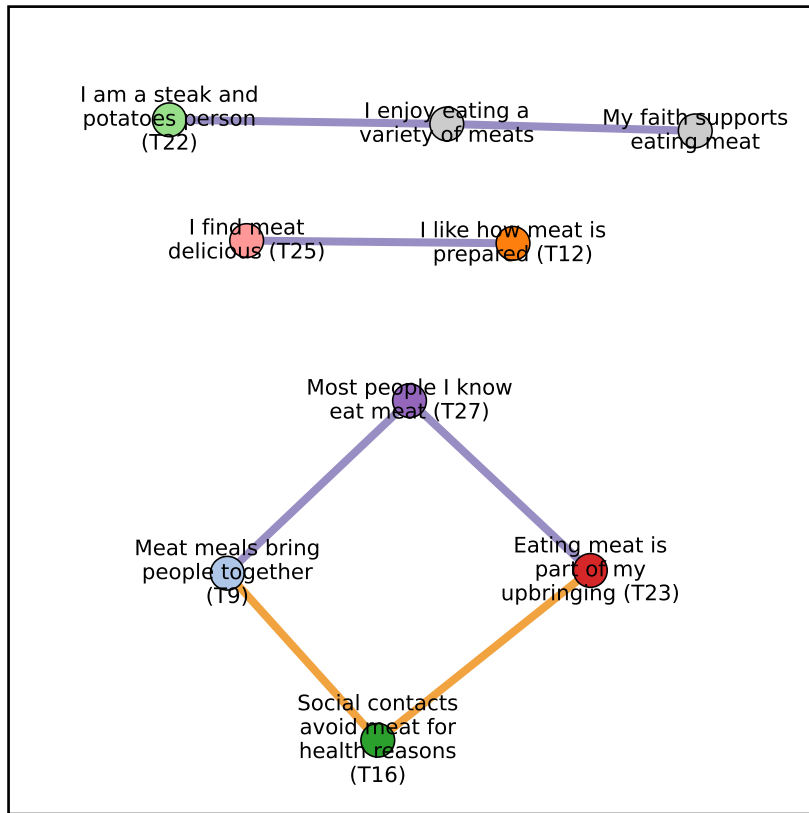 I am a steak and
potatoes person
(T22)
I enjoy eating a
variety of meats
My faith supports
eating meat
I find meat
delicious (T25)
I like how meat is
prepared (T12)
Most people I know
eat meat (T27)
Meat meals bring
people together
(T9)
Eating meat is
part of my
upbringing (T23)
Social contacts
avoid meat for
health reasons
(T16)